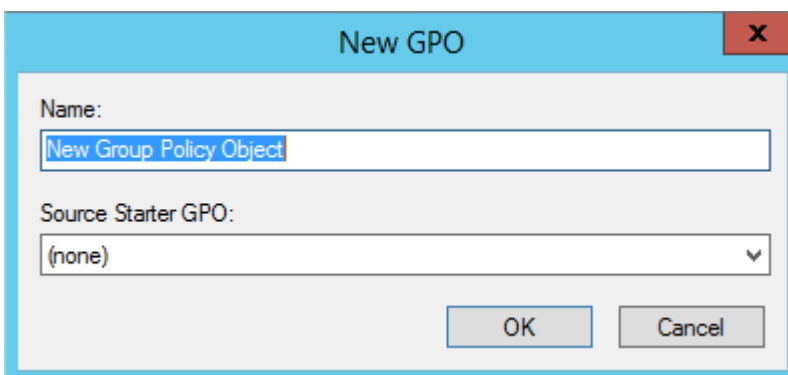 New GPO
x
Name:
New Group Policy Object
Source Starter GPO:
(none)
OK Cancel